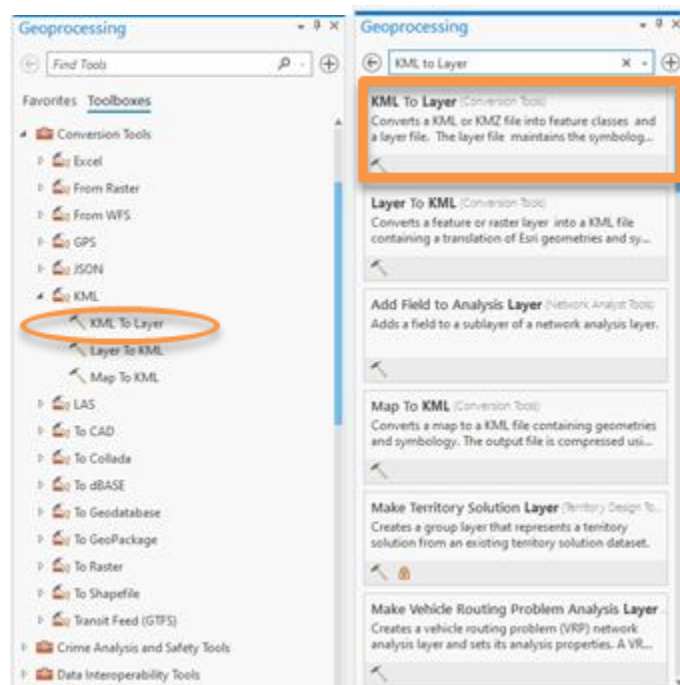 Geoprocessing
Find Tools
Favorites Toolboxes
Conversion Tools
Excel
From Raster
From WFS
GPS
JSON
KML
KML To Layer
Layer To KML
Map To KML
LAS
To CAD
To Collada
To dBASE
To Geodatabase
To GeoPackage
To Raster
To Shapefile
Transit Feed (GTFS)
Crime Analysis and Safety Tools
Data Interoperability Tools
Geoprocessing
KML to Layer
KML To Layer (Conversion Tools)
Converts a KML or KMZ file into feature classes and
a layer file. The layer file maintains the symbolog...
Layer To KML (Conversion Tools)
Converts a feature or raster layer into a KML file
containing a translation of Esri geometries and sy...
Add Field to Analysis Layer (Network Analyst Tools)
Adds a field to a sublayer of a network analysis layer.
Map To KML (Conversion Tools)
Converts a map to a KML file containing geometries
and symbology. The output file is compressed usi...
Make Territory Solution Layer (Territory Design To...
Creates a group layer that represents a territory
solution from an existing territory solution dataset.
Make Vehicle Routing Problem Analysis Layer
Creates a vehicle routing problem (VRP) network
analysis layer and sets its analysis properties. A VR...